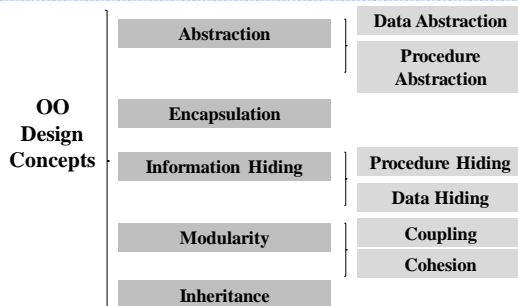 OO
Design
Concepts
Abstraction
Data Abstraction
Procedure
Abstraction
Encapsulation
Information Hiding
Procedure Hiding
Data Hiding
Modularity
Coupling
Cohesion
Inheritance